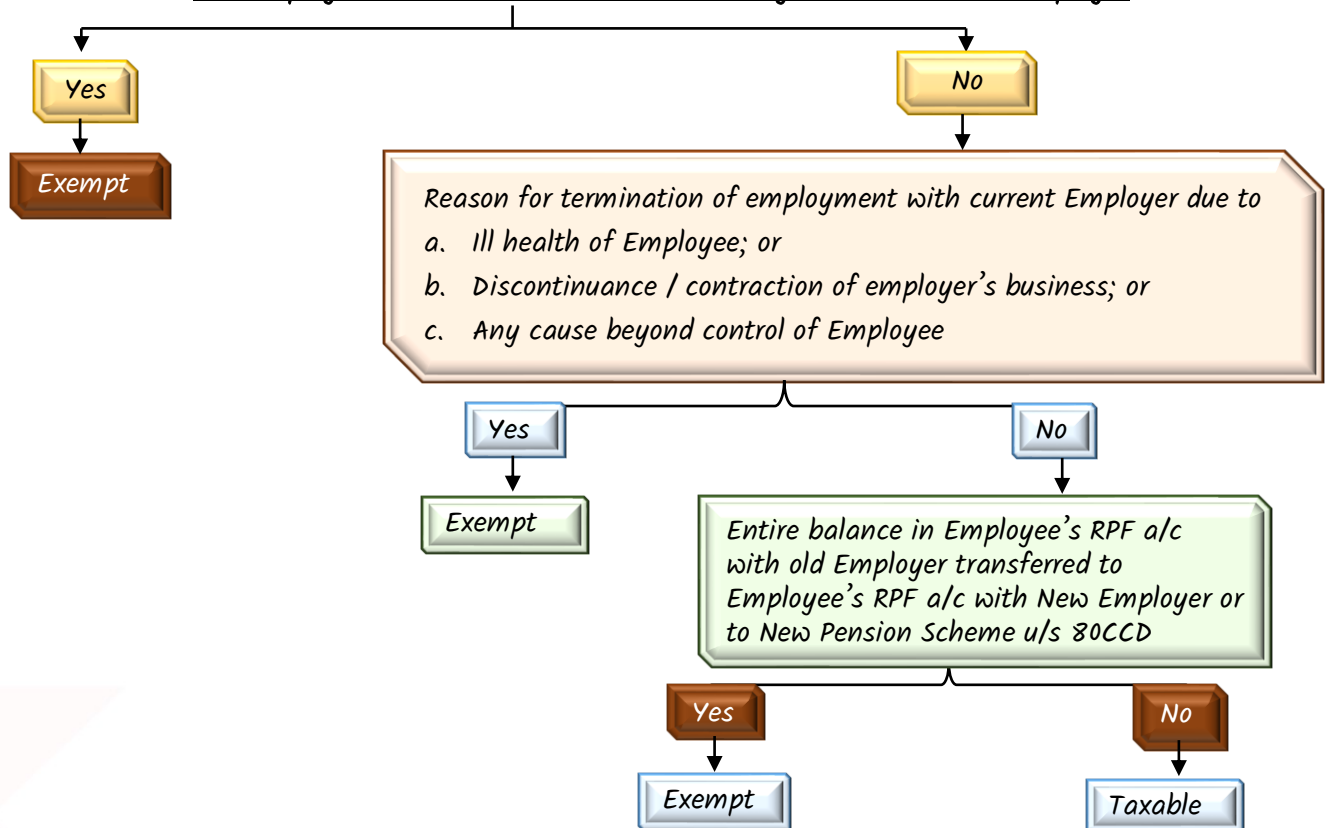 Yes
No
Exempt
Reason for termination of employment with current Employer due to
a. Ill health of Employee; or
b. Discontinuance / contraction of employer's business; or
c. Any cause beyond control of Employee
Yes
No
Exempt
Entire balance in Employee's RPF a/c
with old Employer transferred to
Employee's RPF a/c with New Employer or
to New Pension Scheme u/s 80CCD
Yes
No
Exempt
Taxable